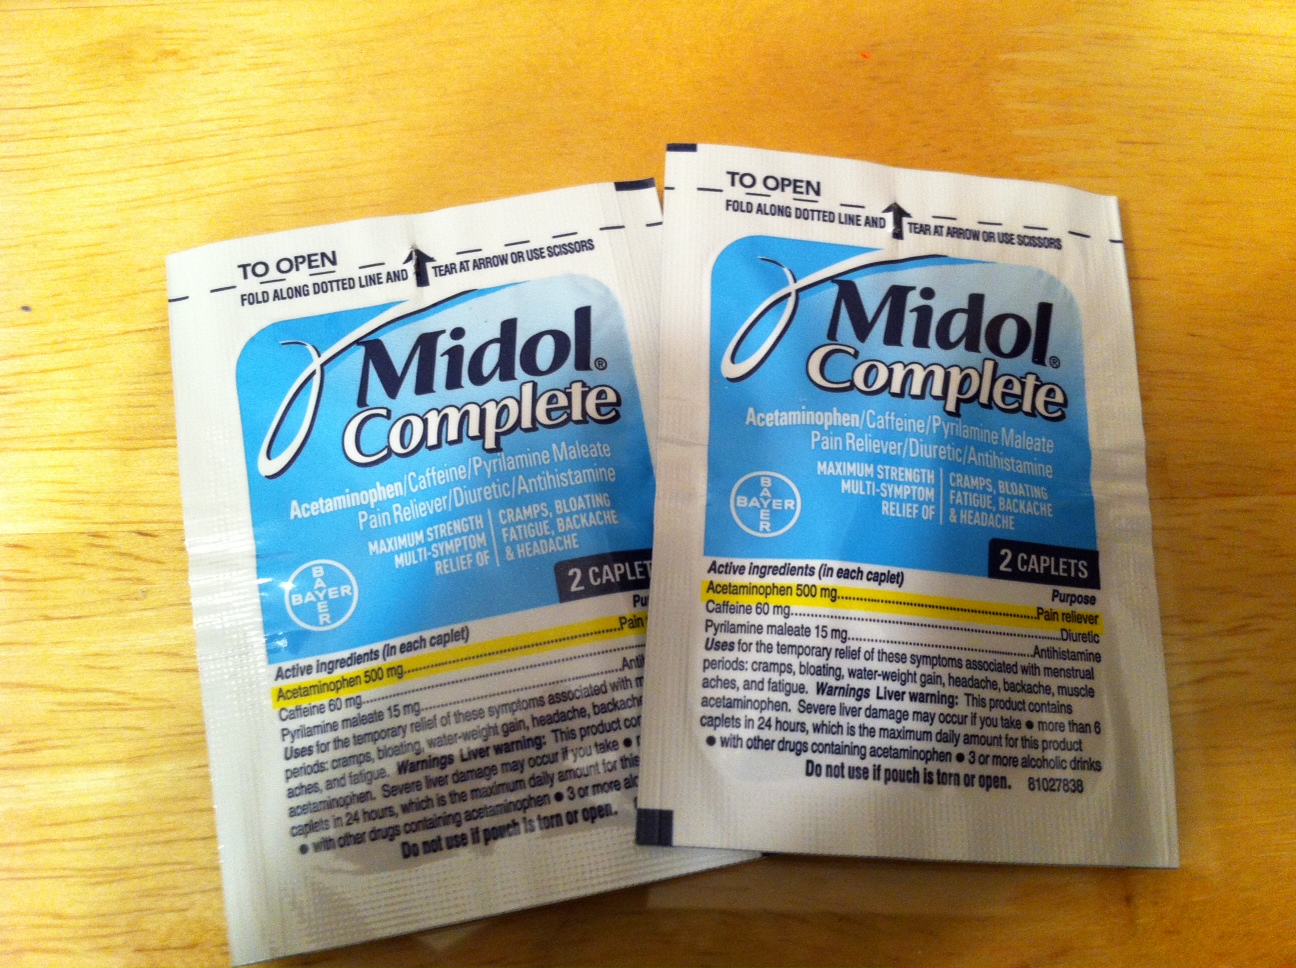 TO OPEN
FOLD ALONG DOTTED LINE AND TEAR AT ARROW OR USE SCISSORS
Midol®
Complete
Acetaminophen/Caffeine/Pyrilamine Maleate
Pain Reliever/Diuretic/Antihistamine
MAXIMUM STRENGTH
MULTI-SYMPTOM
RELIEF OF
CRAMPS, BLOATING
FATIGUE, BACKACHE
& HEADACHE
BAYER
BAYER
2 CAPLET
Active ingredients (in each caplet)
Pu
Acetaminophen 500 mg....Pain
Caffeine 60 mg....
Pyrilamine maleate 15 mg....Anti
Uses for the temporary relief of these symptoms associated with m
periods: cramps, bloating, water-weight gain, headache, backache
aches, and fatigue. Warnings Liver warning: This product con
acetaminophen. Severe liver damage may occur if you take •
caplets in 24 hours, which is the maximum daily amount for this
• with other drugs containing acetaminophen • 3 or more alc
Do not use if pouch is torn or open.
TO OPEN
FOLD ALONG DOTTED LINE AND TEAR AT ARROW OR USE SCISSORS
Midol®
Complete
Acetaminophen/Caffeine/Pyrilamine Maleate
Pain Reliever/Diuretic/Antihistamine
MAXIMUM STRENGTH
MULTI-SYMPTOM
RELIEF OF
CRAMPS, BLOATING
FATIGUE, BACKACHE
& HEADACHE
BAYER
BAYER
2 CAPLETS
Active ingredients (in each caplet)
Purpose
Acetaminophen 500 mg....Pain reliever
Caffeine 60 mg....Diuretic
Pyrilamine maleate 15 mg....Antihistamine
Uses for the temporary relief of these symptoms associated with menstrual
periods: cramps, bloating, water-weight gain, headache, backache, muscle
aches, and fatigue. Warnings Liver warning: This product contains
acetaminophen. Severe liver damage may occur if you take • more than 6
caplets in 24 hours, which is the maximum daily amount for this product
• with other drugs containing acetaminophen • 3 or more alcoholic drinks
Do not use if pouch is torn or open. 81027838